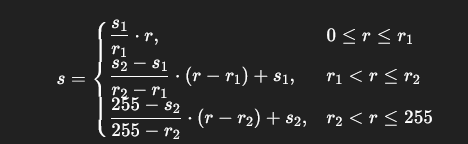 s = { s₁/r₁ · r, 0 ≤ r ≤ r₁
(s₂ − s₁)/(r₂ − r₁) · (r − r₁) + s₁, r₁ < r ≤ r₂
(255 − s₂)/(255 − r₂) · (r − r₂) + s₂, r₂ < r ≤ 255